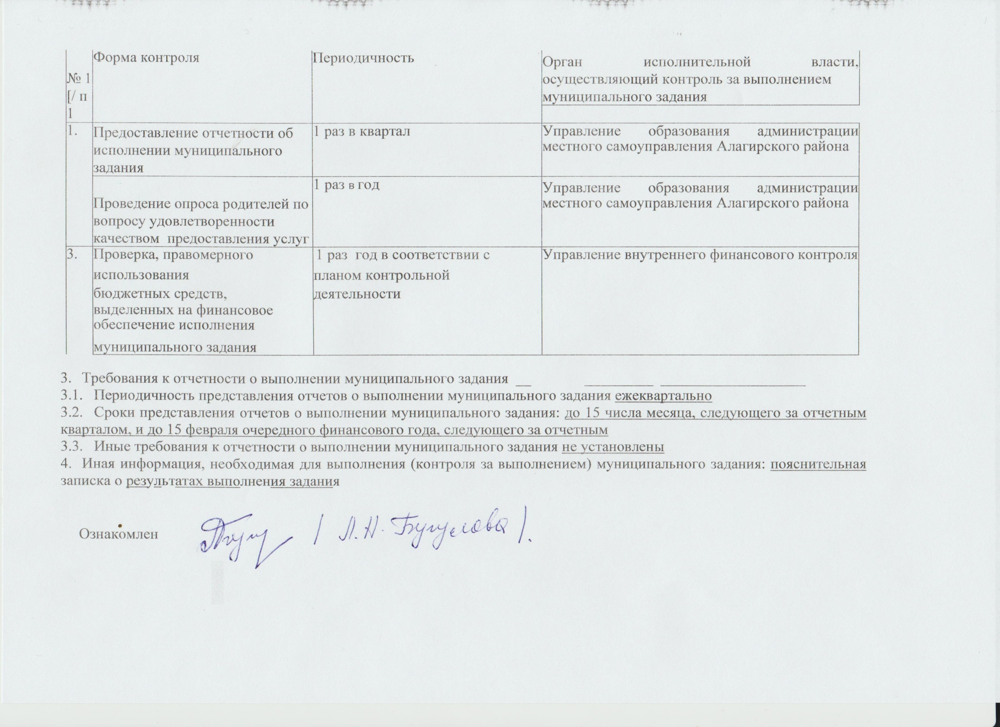 Форма контроля
Периодичность
Орган исполнительной власти,
осуществляющий контроль за выполнением
муниципального задания
№ 1
[/ п
1
1.
Предоставление отчетности об
исполнении муниципального
задания
1 раз в квартал
Управление образования администрации
местного самоуправления Алагирского района
Проведение опроса родителей по
вопросу удовлетворенности
качеством предоставления услуг
1 раз в год
Управление образования администрации
местного самоуправления Алагирского района
3.
Проверка, правомерного
использования
бюджетных средств,
выделенных на финансовое
обеспечение исполнения
муниципального задания
1 раз год в соответствии с
планом контрольной
деятельности
Управление внутреннего финансового контроля
3. Требования к отчетности о выполнении муниципального задания
3.1. Периодичность представления отчетов о выполнении муниципального задания ежеквартально
3.2. Сроки представления отчетов о выполнении муниципального задания: до 15 числа месяца, следующего за отчетным
кварталом, и до 15 февраля очередного финансового года, следующего за отчетным
3.3. Иные требования к отчетности о выполнении муниципального задания не установлены
4. Иная информация, необходимая для выполнения (контроля за выполнением) муниципального задания: пояснительная
записка о результатах выполнения задания
Ознакомлен / Л.Н. Бугулова /.